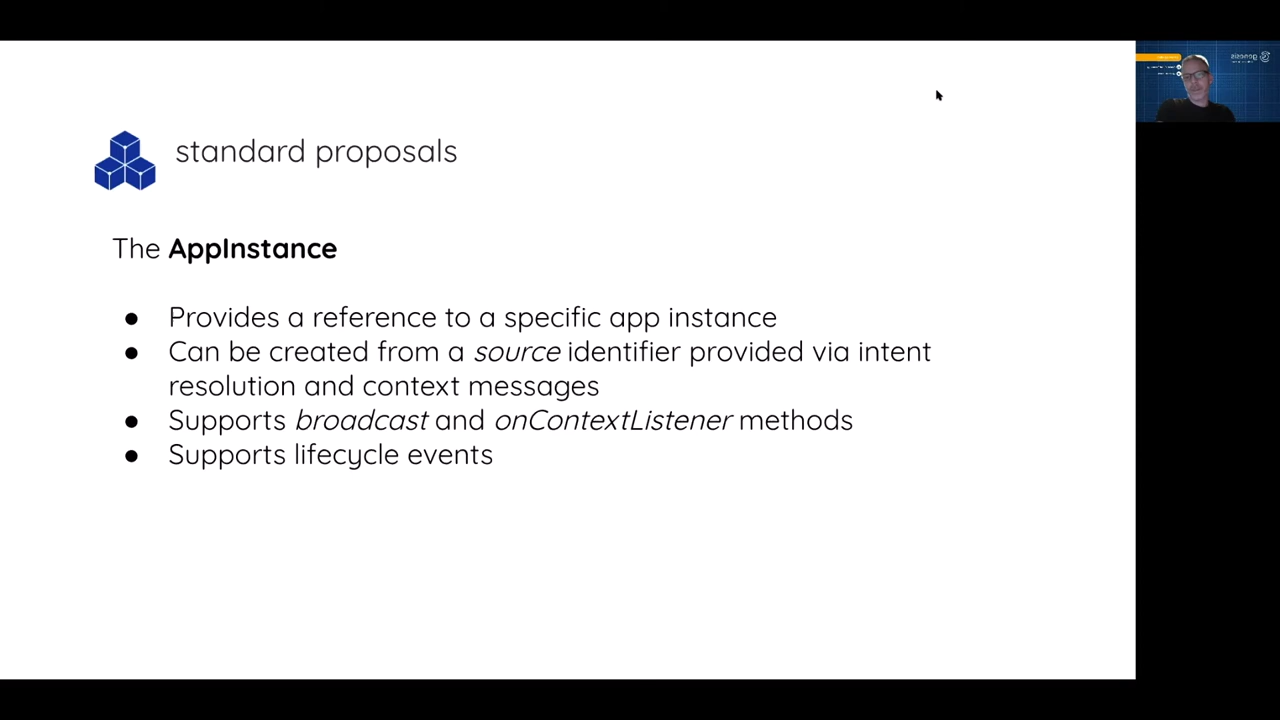 standard proposals
The AppInstance
● Provides a reference to a specific app instance
● Can be created from a source identifier provided via intent
resolution and context messages
● Supports broadcast and onContextListener methods
● Supports lifecycle events
genesis